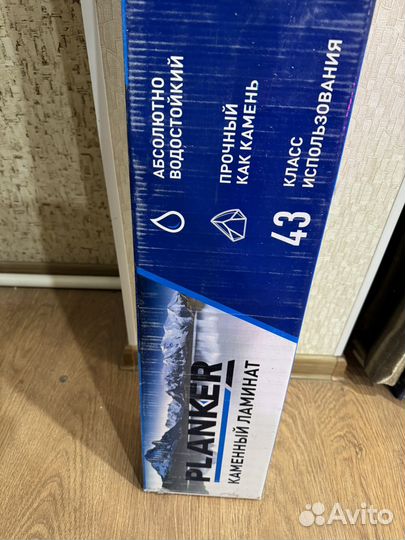 АБСОЛЮТНО
ВОДОСТОЙКИЙ
ПРОЧНЫЙ
КАК КАМЕНЬ
43
КЛАСС
ИСПОЛЬЗОВАНИЯ
PLANKER
КАМЕННЫЙ ЛАМИНАТ
Avito